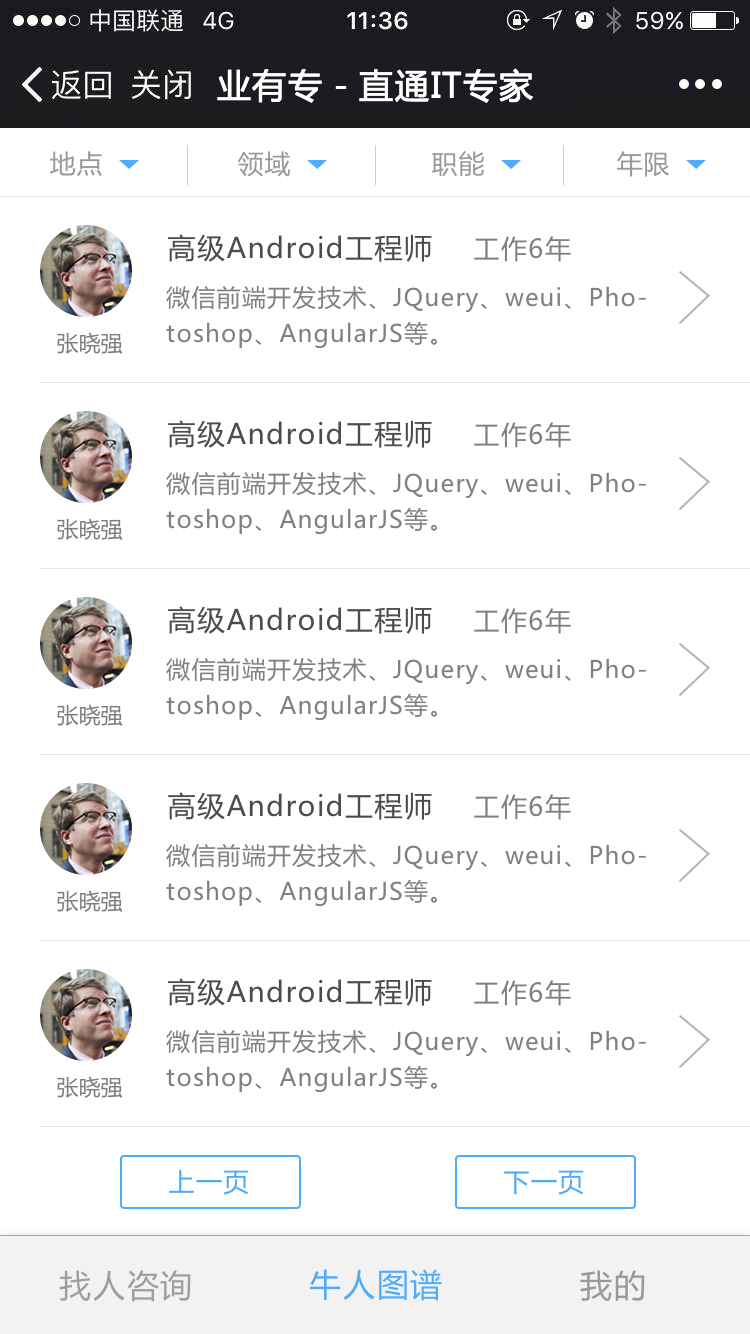 中国联通 4G 11:36 59%
返回 关闭 业有专 - 直通IT专家
地点 领域 职能 年限
高级Android工程师 工作6年
微信前端开发技术、JQuery、weui、Pho-
toshop、AngularJS等。
张晓强
高级Android工程师 工作6年
微信前端开发技术、JQuery、weui、Pho-
toshop、AngularJS等。
张晓强
高级Android工程师 工作6年
微信前端开发技术、JQuery、weui、Pho-
toshop、AngularJS等。
张晓强
高级Android工程师 工作6年
微信前端开发技术、JQuery、weui、Pho-
toshop、AngularJS等。
张晓强
高级Android工程师 工作6年
微信前端开发技术、JQuery、weui、Pho-
toshop、AngularJS等。
张晓强
上一页 下一页
找人咨询 牛人图谱 我的